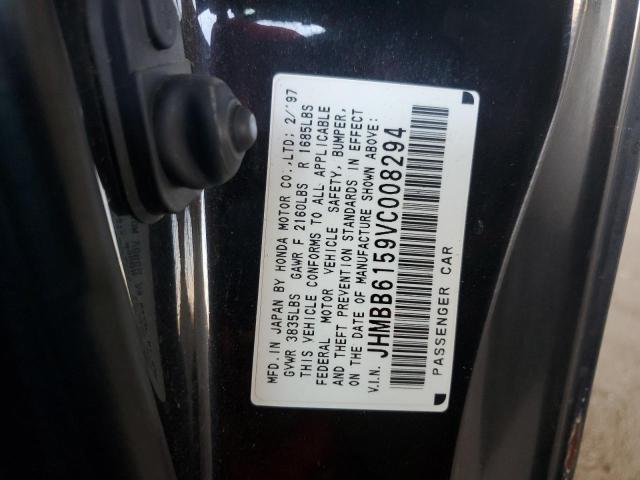 MFD.IN JAPAN BY HONDA MOTOR CO.,LTD; 2/'97
GVWR 3835LBS GAWR F 2160LBS R 1685LBS
THIS VEHICLE CONFORMS TO ALL APPLICABLE
FEDERAL MOTOR VEHICLE SAFETY, BUMPER,
AND THEFT PREVENTION STANDARDS IN EFFECT
ON THE DATE OF MANUFACTURE SHOWN ABOVE:
V.I.N. JHMBB6159VC008294
PASSENGER CAR